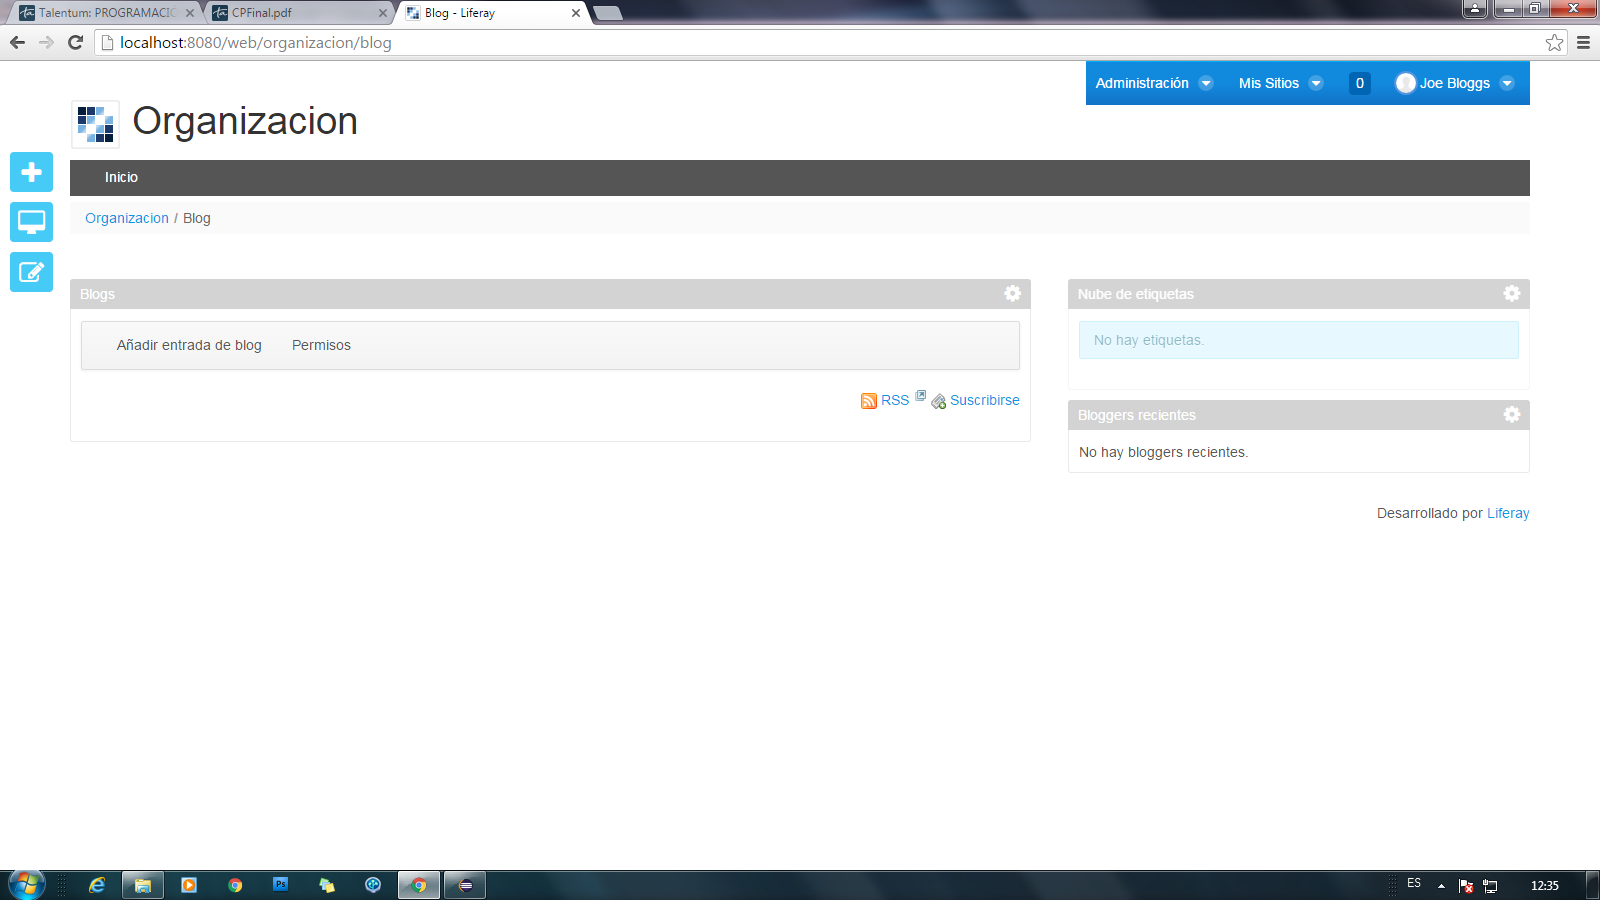 Talentum: PROGRAMACIO
CPFinal.pdf
Blog - Liferay
localhost:8080/web/organizacion/blog
Administración
Mis Sitios
0
Joe Bloggs
Organizacion
Inicio
Organizacion / Blog
Blogs
Añadir entrada de blog
Permisos
RSS
Suscribirse
Nube de etiquetas
No hay etiquetas.
Bloggers recientes
No hay bloggers recientes.
Desarrollado por Liferay
Ps
ES
12:35